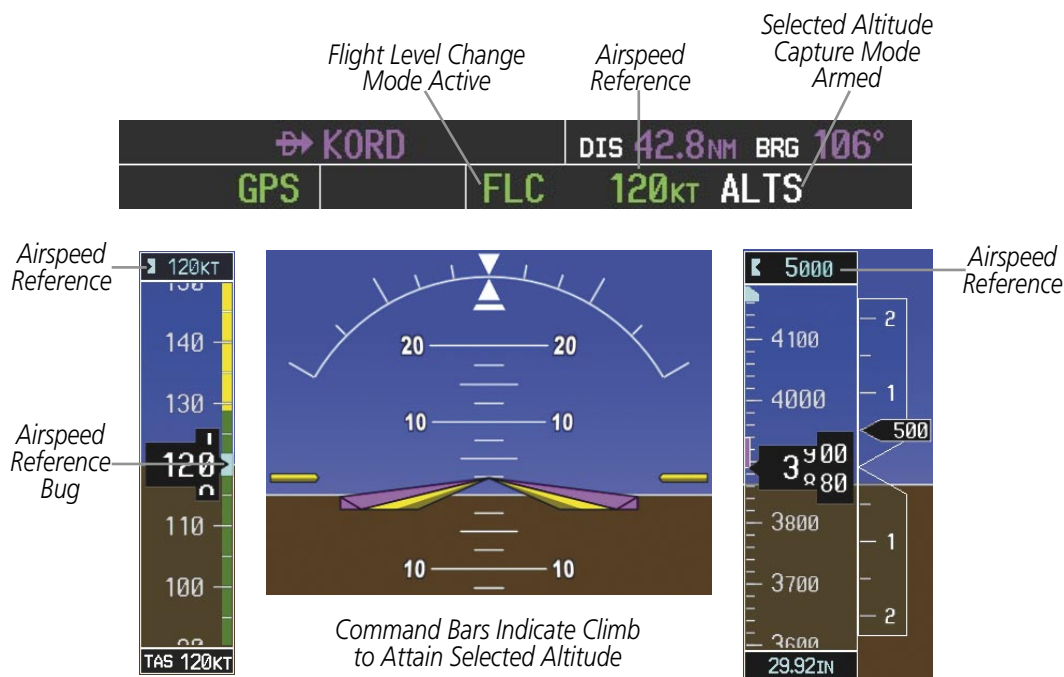 Selected Altitude
Capture Mode
Armed
Flight Level Change
Mode Active
Airspeed
Reference
KORD
DIS 42.8NM BRG 106°
GPS FLC 120KT ALTS
Airspeed
Reference
120KT
140
130
120
110
100
TAS 120KT
Airspeed
Reference
Bug
20 20
10 10
10 10
Command Bars Indicate Climb
to Attain Selected Altitude
5000
4100
4000
3800
3700
3600
29.92IN
2
1
500
1
2
Airspeed
Reference